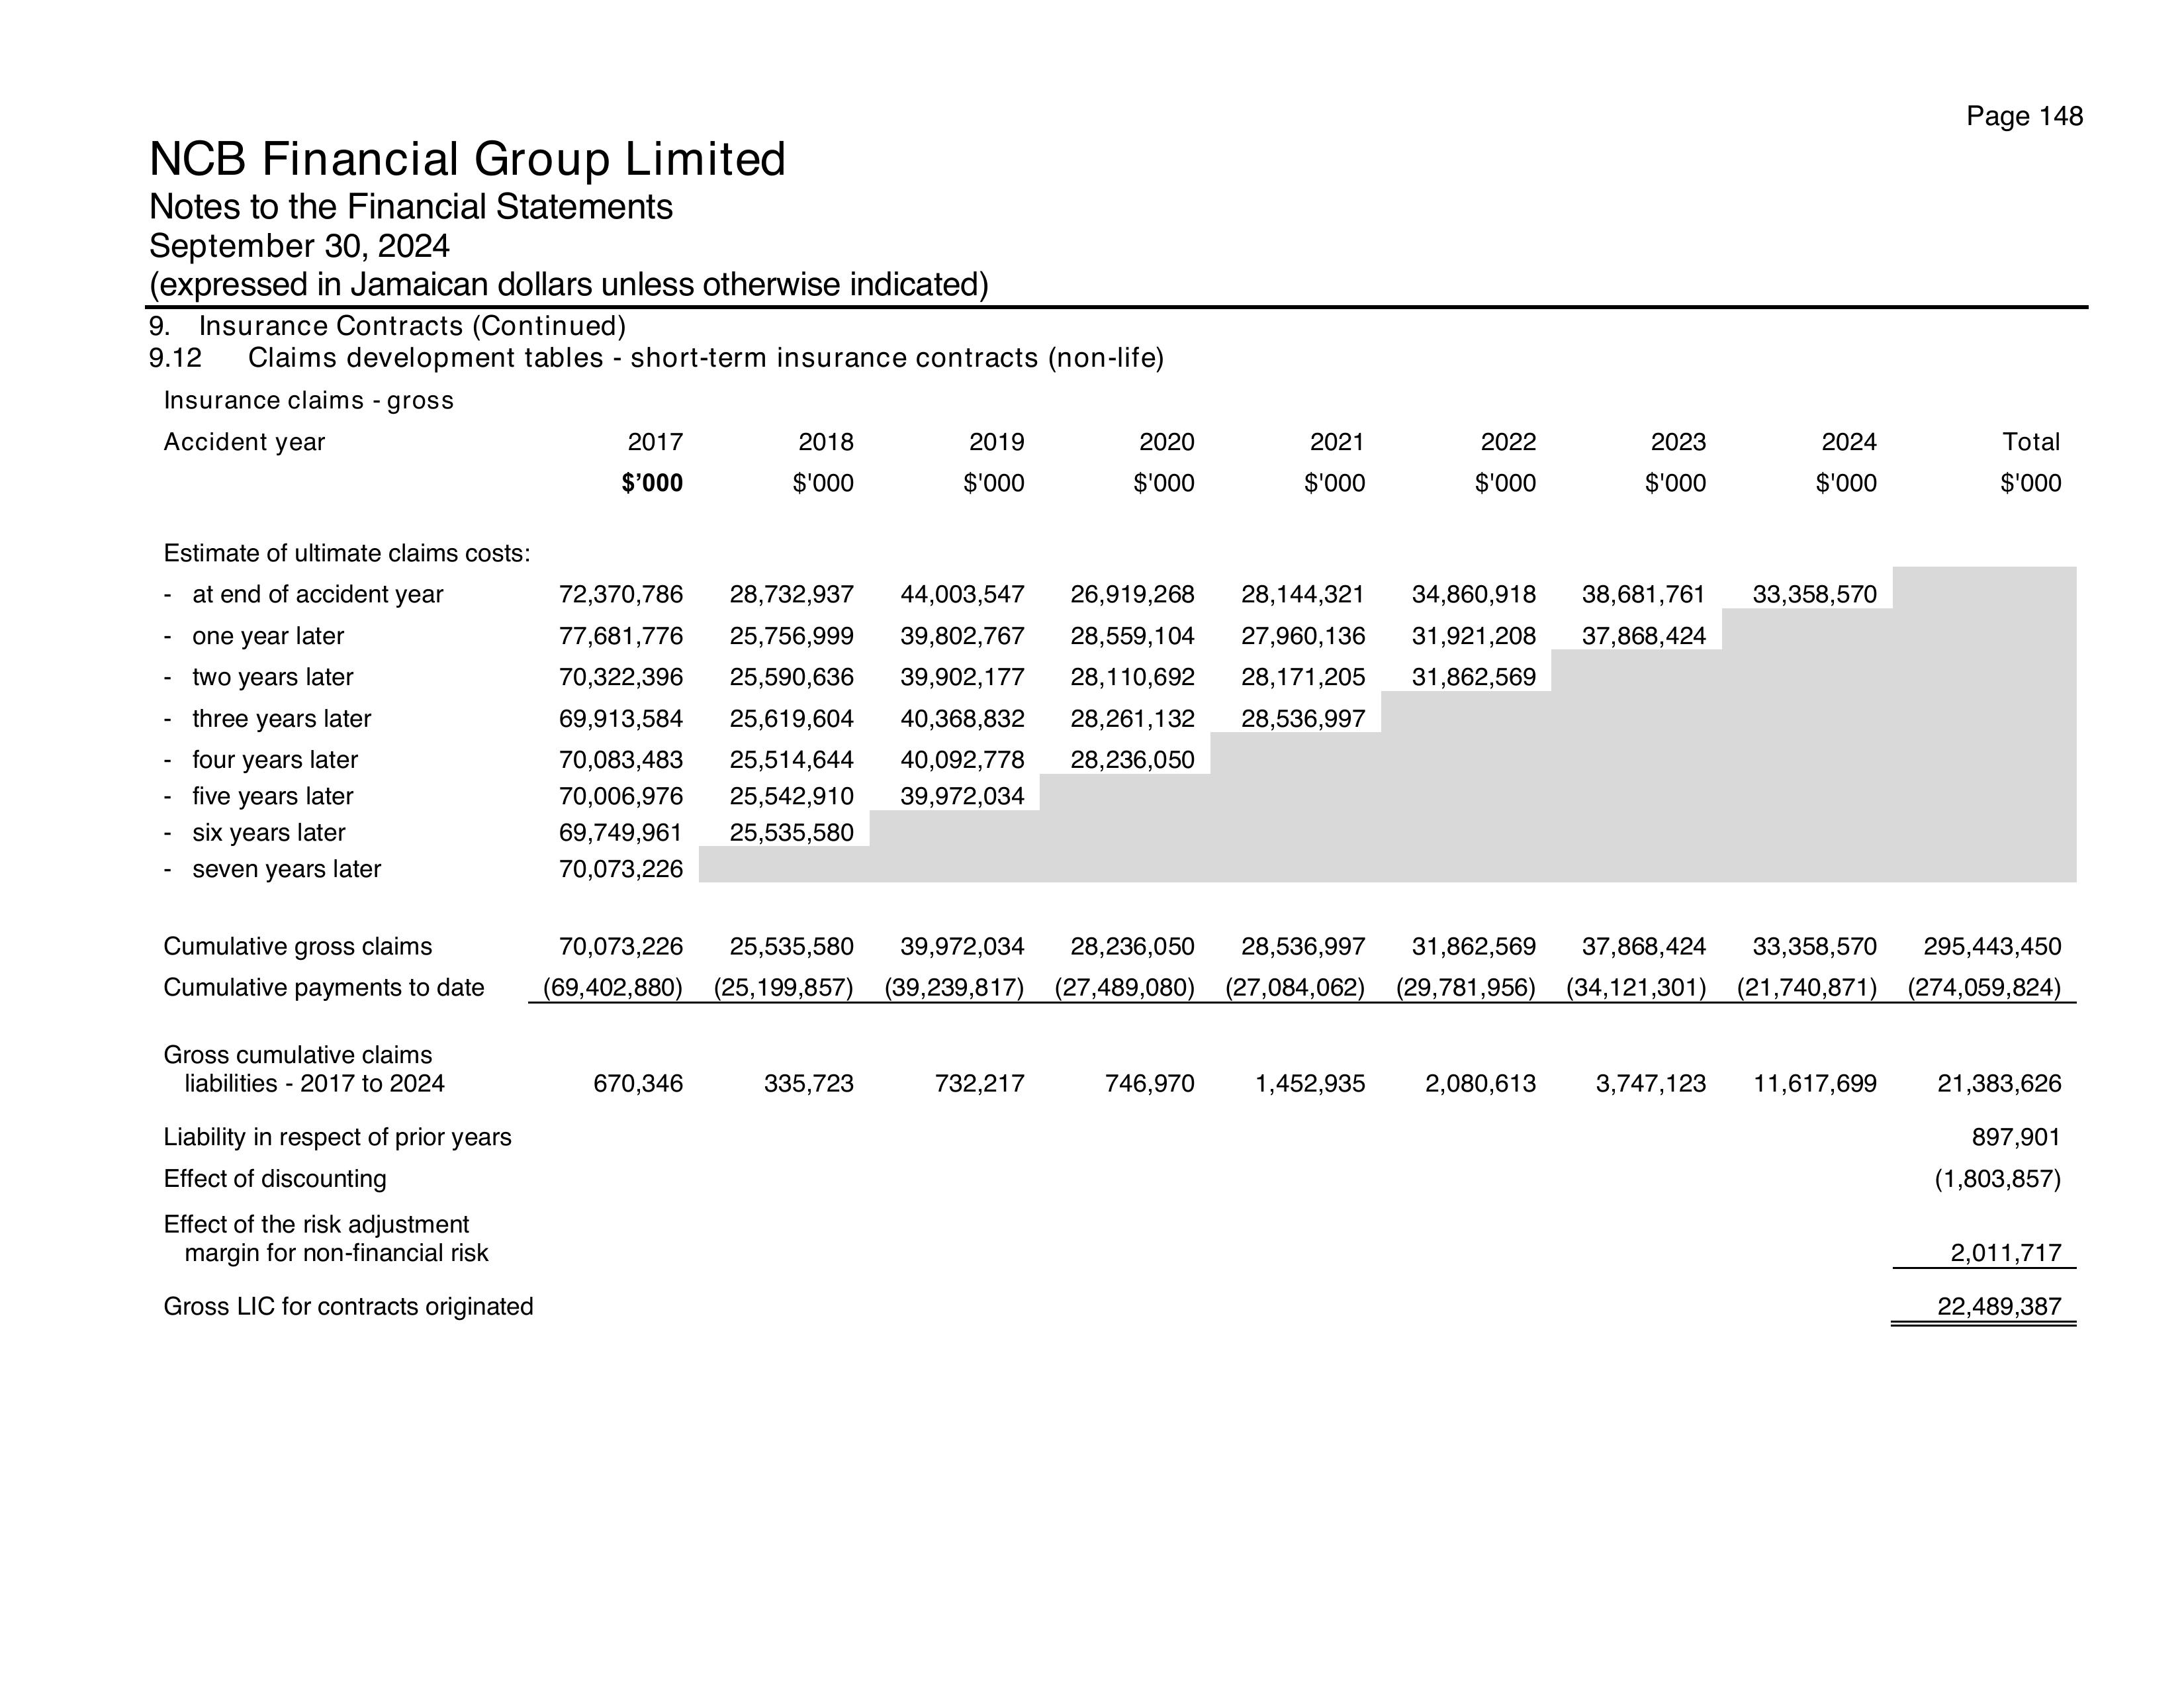 Page 148
NCB Financial Group Limited
Notes to the Financial Statements
September 30, 2024
(expressed in Jamaican dollars unless otherwise indicated)
9. Insurance Contracts (Continued)
9.12 Claims development tables - short-term insurance contracts (non-life)
Insurance claims - gross
Accident year 2017 2018 2019 2020 2021 2022 2023 2024 Total
$’000 $'000 $'000 $'000 $'000 $'000 $'000 $'000 $'000
Estimate of ultimate claims costs:
- at end of accident year 72,370,786 28,732,937 44,003,547 26,919,268 28,144,321 34,860,918 38,681,761 33,358,570
- one year later 77,681,776 25,756,999 39,802,767 28,559,104 27,960,136 31,921,208 37,868,424
- two years later 70,322,396 25,590,636 39,902,177 28,110,692 28,171,205 31,862,569
- three years later 69,913,584 25,619,604 40,368,832 28,261,132 28,536,997
- four years later 70,083,483 25,514,644 40,092,778 28,236,050
- five years later 70,006,976 25,542,910 39,972,034
- six years later 69,749,961 25,535,580
- seven years later 70,073,226
Cumulative gross claims 70,073,226 25,535,580 39,972,034 28,236,050 28,536,997 31,862,569 37,868,424 33,358,570 295,443,450
Cumulative payments to date (69,402,880) (25,199,857) (39,239,817) (27,489,080) (27,084,062) (29,781,956) (34,121,301) (21,740,871) (274,059,824)
Gross cumulative claims
liabilities - 2017 to 2024 670,346 335,723 732,217 746,970 1,452,935 2,080,613 3,747,123 11,617,699 21,383,626
Liability in respect of prior years 897,901
Effect of discounting (1,803,857)
Effect of the risk adjustment
margin for non-financial risk 2,011,717
Gross LIC for contracts originated 22,489,387